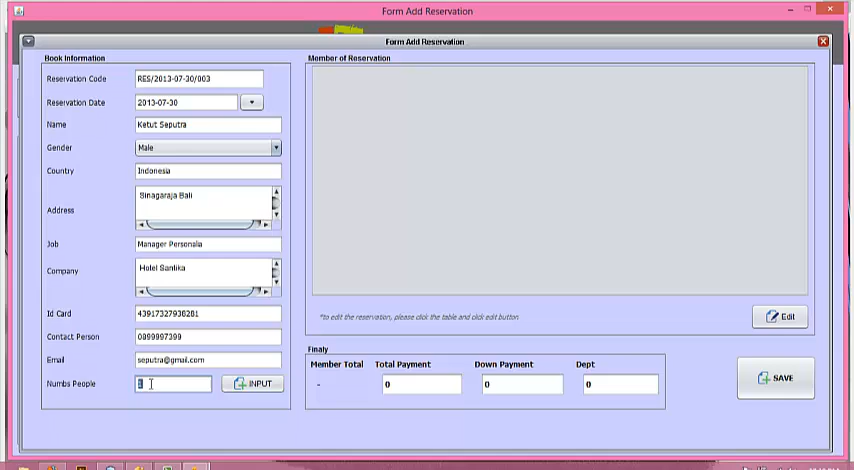 Form Add Reservation
Form Add Reservation
Book Information
Reservation Code RES/2013-07-30/003
Reservation Date 2013-07-30
Name Ketut Seputra
Gender Male
Country Indonesia
Address Sinagaraja Bali
Job Manager Personalia
Company Hotel Santika
Id Card 43917327938281
Contact Person 0899997399
Email seputra@gmail.com
Numbs People INPUT
Member of Reservation
*to edit the reservation, please click the table and click edit button
Edit
Finaly
Member Total Total Payment Down Payment Dept
- 0 0 0
SAVE